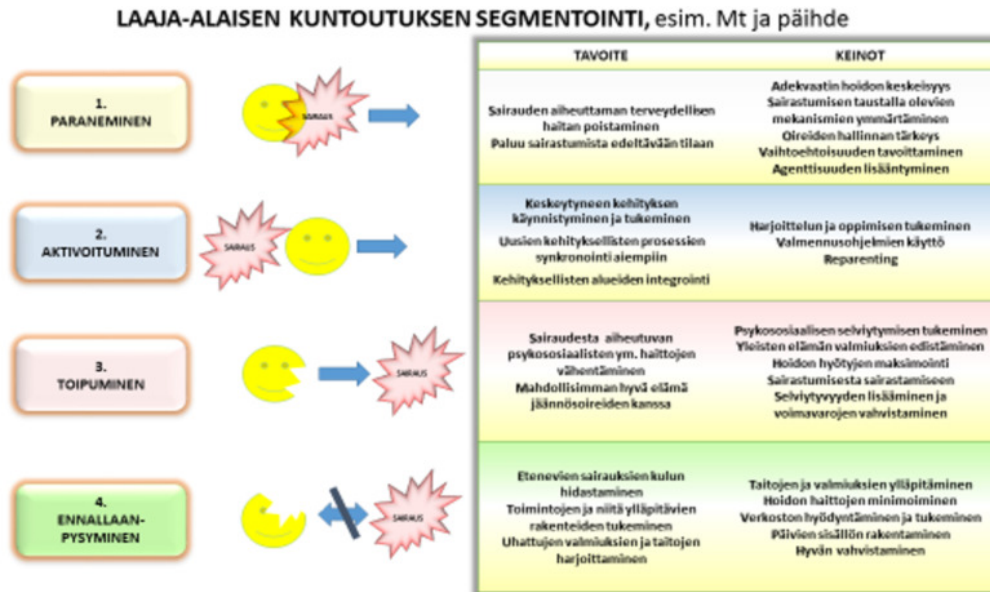 LAAJA-ALAISEN KUNTOUTUKSEN SEGMENTOINTI, esim. Mt ja päihde
TAVOITE
KEINOT
1.
PARANEMINEN
SAIRAUS
Sairauden aiheuttaman terveydellisen
haitan poistaminen
Paluu sairastumista edeltävään tilaan
Adekvaatin hoidon keskeisyys
Sairastumisen taustalla olevien
mekanismien ymmärtäminen
Oireiden hallinnan tärkeys
Vaihtoehtoisuuden tavoittaminen
Agenttisuuden lisääntyminen
2.
AKTIVOITUMINEN
SAIRAUS
Keskeytyneen kehityksen
käynnistyminen ja tukeminen
Uusien kehityksellisten prosessien
synkronointi aiempiin
Kehityksellisten alueiden integrointi
Harjoittelun ja oppimisen tukeminen
Valmennusohjelmien käyttö
Reparenting
3.
TOIPUMINEN
SAIRAUS
Sairaudesta aiheutuvan
psykososiaalisten ym. haittojen
vähentäminen
Mahdollisimman hyvä elämä
jäännösoireiden kanssa
Psykososiaalisen selviytymisen tukeminen
Yleisten elämän valmiuksien edistäminen
Hoidon hyötyjen maksimointi
Sairastumisesta sairastamiseen
Selviytyvyyden lisääminen ja
voimavarojen vahvistaminen
4.
ENNALLAAN-
PYSYMINEN
SAIRAUS
Etenevien sairauksien kulun
hidastaminen
Toimintojen ja niitä ylläpitävien
rakenteiden tukeminen
Uhattujen valmiuksien ja taitojen
harjoittaminen
Taitojen ja valmiuksien ylläpitäminen
Hoidon haittojen minimoiminen
Verkoston hyödyntäminen ja tukeminen
Päivien sisällön rakentaminen
Hyvän vahvistaminen